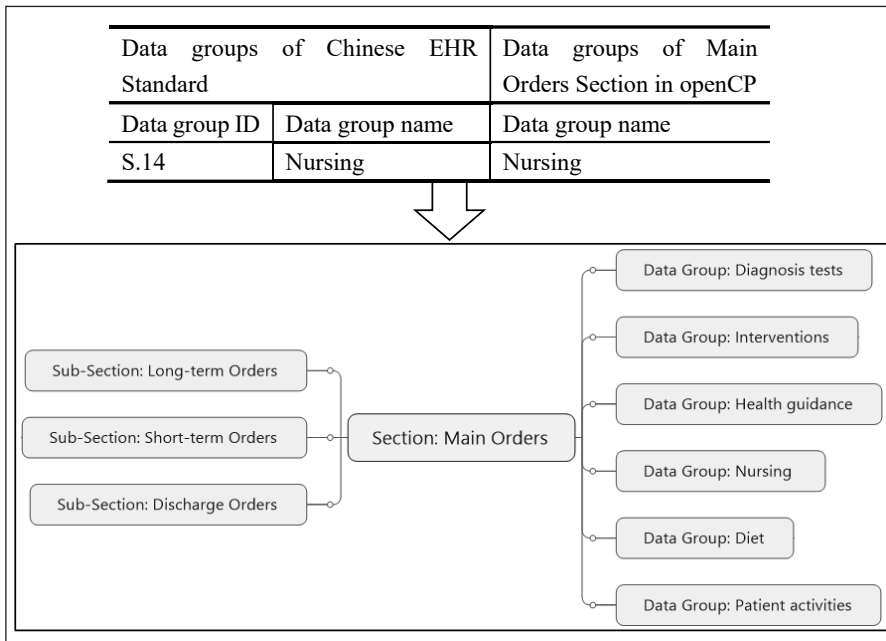 Data groups of Chinese EHR
Standard
Data groups of Main
Orders Section in openCP
Data group ID
Data group name
Data group name
S.14
Nursing
Nursing
Sub-Section: Long-term Orders
Sub-Section: Short-term Orders
Sub-Section: Discharge Orders
Section: Main Orders
Data Group: Diagnosis tests
Data Group: Interventions
Data Group: Health guidance
Data Group: Nursing
Data Group: Diet
Data Group: Patient activities